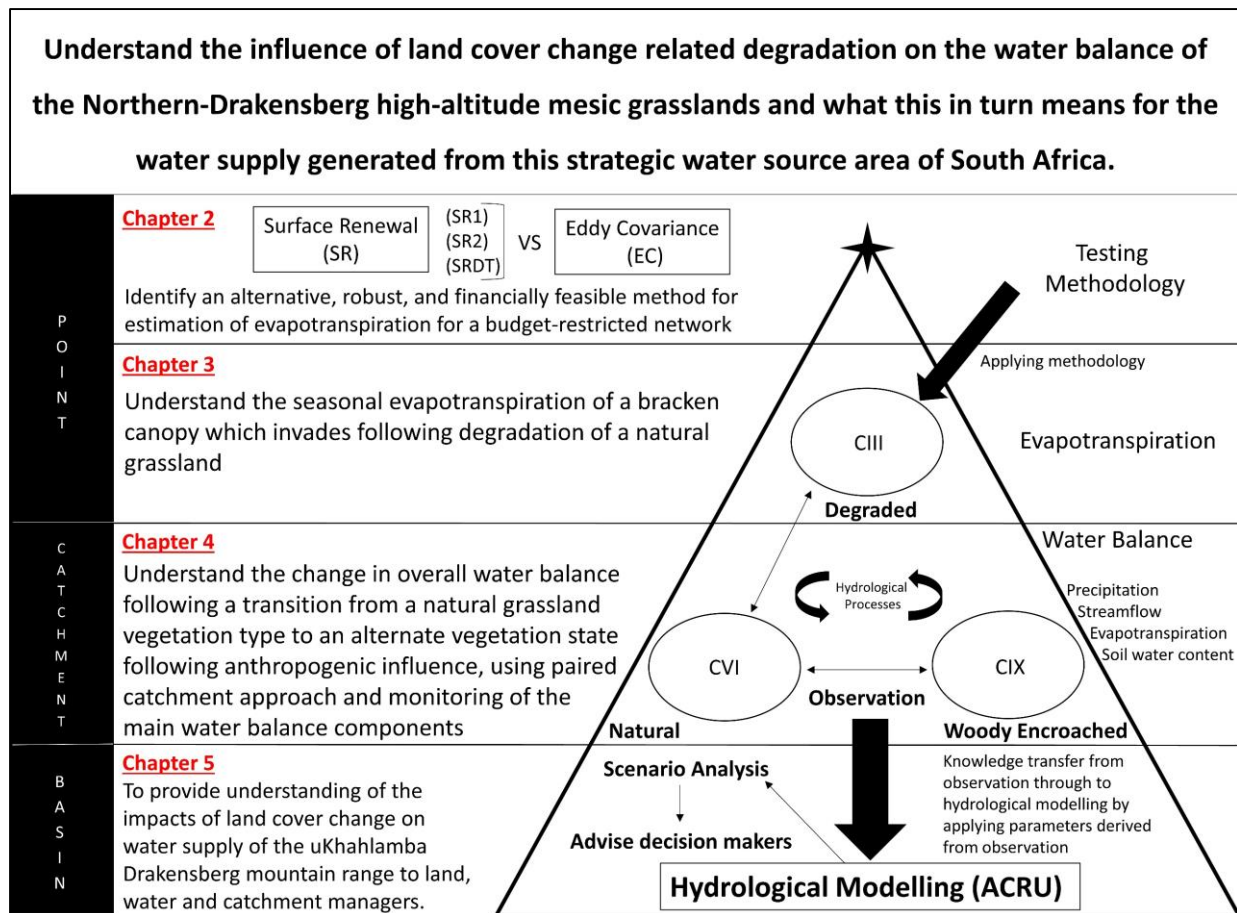 Understand the influence of land cover change related degradation on the water balance of
the Northern-Drakensberg high-altitude mesic grasslands and what this in turn means for the
water supply generated from this strategic water source area of South Africa.
POINT
Chapter 2
Surface Renewal
(SR)
(SR1)
(SR2)
(SRDT)
VS
Eddy Covariance
(EC)
Identify an alternative, robust, and financially feasible method for
estimation of evapotranspiration for a budget-restricted network
Testing
Methodology
Chapter 3
Understand the seasonal evapotranspiration of a bracken
canopy which invades following degradation of a natural
grassland
Applying methodology
CIII
Degraded
Evapotranspiration
CATCHMENT
Chapter 4
Understand the change in overall water balance
following a transition from a natural grassland
vegetation type to an alternate vegetation state
following anthropogenic influence, using paired
catchment approach and monitoring of the
main water balance components
Hydrological
Processes
CVI
CIX
Observation
Natural
Woody Encroached
Water Balance
Precipitation
Streamflow
Evapotranspiration
Soil water content
BASIN
Chapter 5
To provide understanding of the
impacts of land cover change on
water supply of the uKhahlamba
Drakensberg mountain range to land,
water and catchment managers.
Scenario Analysis
Advise decision makers
Knowledge transfer from
observation through to
hydrological modelling by
applying parameters derived
from observation
Hydrological Modelling (ACRU)